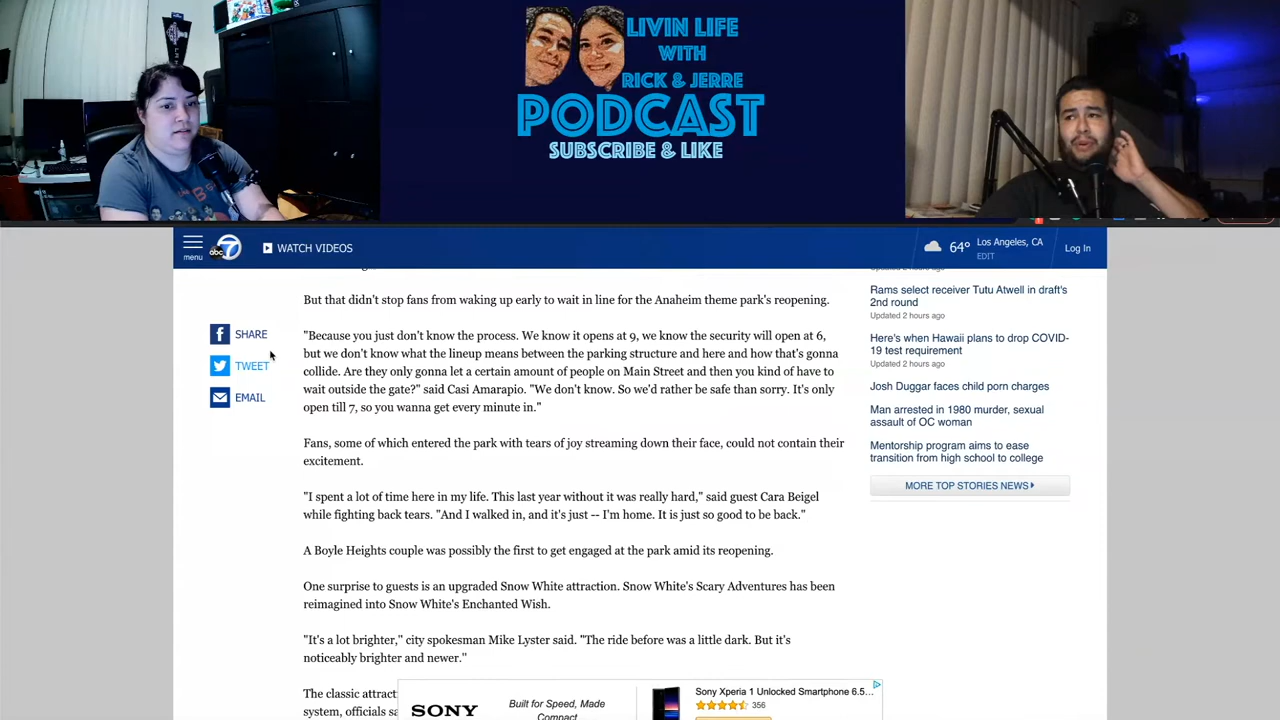 LIVIN LIFE
WITH
RICK & JERRE
PODCAST
SUBSCRIBE & LIKE
menu
abc 7
WATCH VIDEOS
64°
Los Angeles, CA
EDIT
Log In
But that didn't stop fans from waking up early to wait in line for the Anaheim theme park's reopening.
SHARE
TWEET
EMAIL
"Because you just don't know the process. We know it opens at 9, we know the security will open at 6,
but we don't know what the lineup means between the parking structure and here and how that's gonna
collide. Are they only gonna let a certain amount of people on Main Street and then you kind of have to
wait outside the gate?" said Casi Amarapio. "We don't know. So we'd rather be safe than sorry. It's only
open till 7, so you wanna get every minute in."
Fans, some of which entered the park with tears of joy streaming down their face, could not contain their
excitement.
"I spent a lot of time here in my life. This last year without it was really hard," said guest Cara Beigel
while fighting back tears. "And I walked in, and it's just -- I'm home. It is just so good to be back."
A Boyle Heights couple was possibly the first to get engaged at the park amid its reopening.
One surprise to guests is an upgraded Snow White attraction. Snow White's Scary Adventures has been
reimagined into Snow White's Enchanted Wish.
"It's a lot brighter," city spokesman Mike Lyster said. "The ride before was a little dark. But it's
noticeably brighter and newer."
The classic attract
system, officials sa
Updated 2 hours ago
Rams select receiver Tutu Atwell in draft's
2nd round
Updated 2 hours ago
Here's when Hawaii plans to drop COVID-
19 test requirement
Updated 2 hours ago
Josh Duggar faces child porn charges
Man arrested in 1980 murder, sexual
assault of OC woman
Mentorship program aims to ease
transition from high school to college
MORE TOP STORIES NEWS
SONY
Built for Speed, Made
Compact
Sony Xperia 1 Unlocked Smartphone 6.5...
356